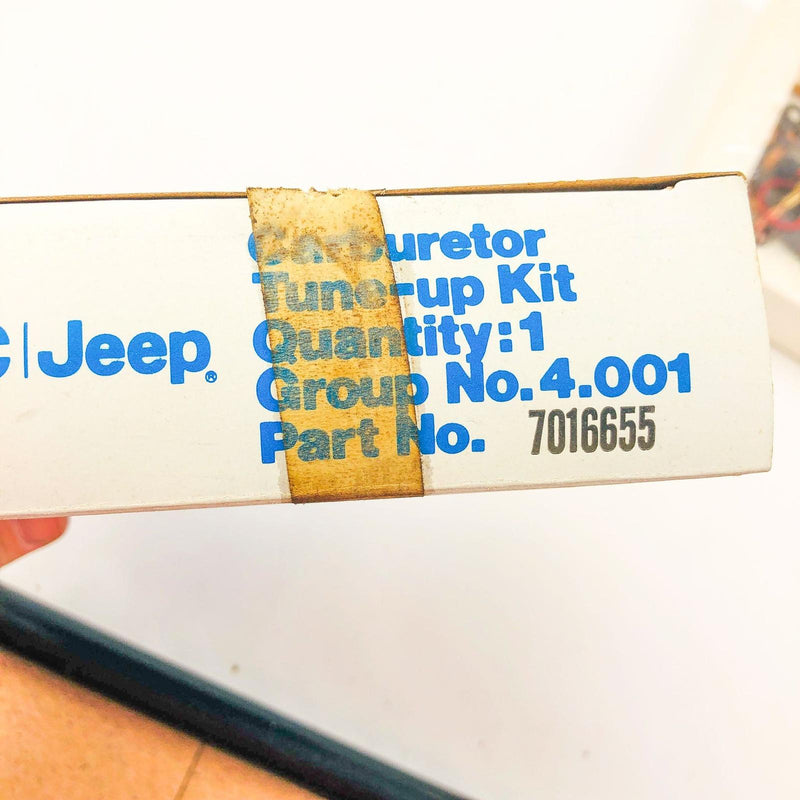 C|Jeep®
Carburetor
Tune-up Kit
Quantity:1
Group No.4.001
Part No. 7016655